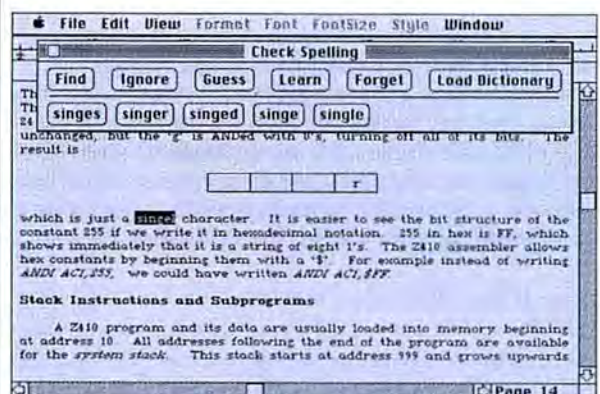 File Edit View Format Font FontSize Style Window
Check Spelling
Find Ignore Guess Learn Forget Load Dictionary
singes singer singed singe single
Th
Th
Z4
unchanged, but the 'g' is ANDed with 0's, turning off all of its bits. The
result is
r
which is just a singel character. It is easier to see the bit structure of the
constant 255 if we write it in hexadecimal notation. 255 in hex is FF, which
shows immediately that it is a string of eight 1's. The Z410 assembler allows
hex constants by beginning them with a '$'. For example instead of writing
ANDI AC1,255, we could have written ANDI AC1,$FF.
Stack Instructions and Subprograms
A Z410 program and its data are usually loaded into memory beginning
at address 10. All addresses following the end of the program are available
for the system stack. This stack starts at address 999 and grows upwards
Page 14